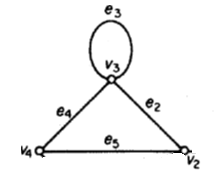 e₃
v₃
e₄ e₂
v₄ e₅ v₂